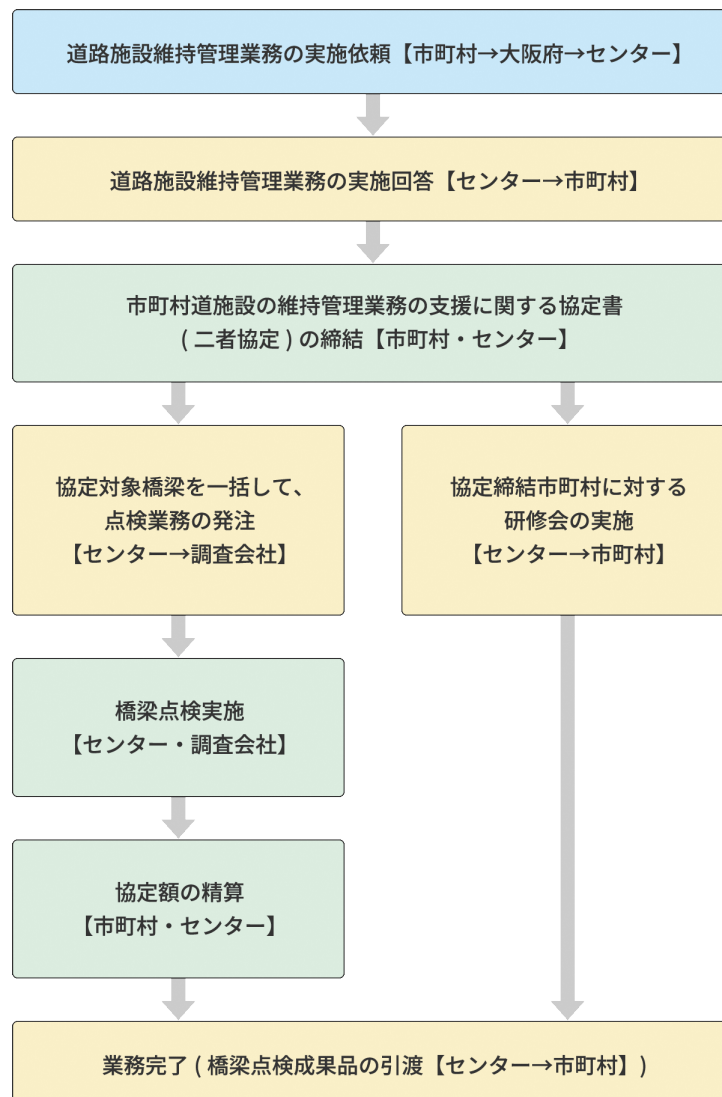 道路施設維持管理業務の実施依頼【市町村→大阪府→センター】
道路施設維持管理業務の実施回答【センター→市町村】
市町村道施設の維持管理業務の支援に関する協定書
( 二者協定 ) の締結【市町村・センター】
協定対象橋梁を一括して、
点検業務の発注
【センター→調査会社】
協定締結市町村に対する
研修会の実施
【センター→市町村】
橋梁点検実施
【センター・調査会社】
協定額の精算
【市町村・センター】
業務完了 ( 橋梁点検成果品の引渡【センター→市町村】)